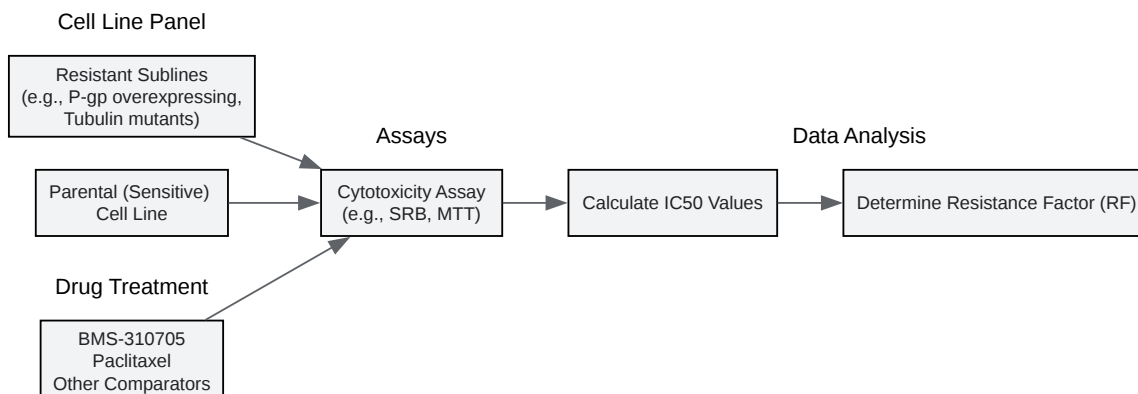 Cell Line Panel
Resistant Sublines
(e.g., P-gp overexpressing,
Tubulin mutants)
Parental (Sensitive)
Cell Line
Drug Treatment
BMS-310705
Paclitaxel
Other Comparators
Assays
Cytotoxicity Assay
(e.g., SRB, MTT)
Data Analysis
Calculate IC50 Values
Determine Resistance Factor (RF)